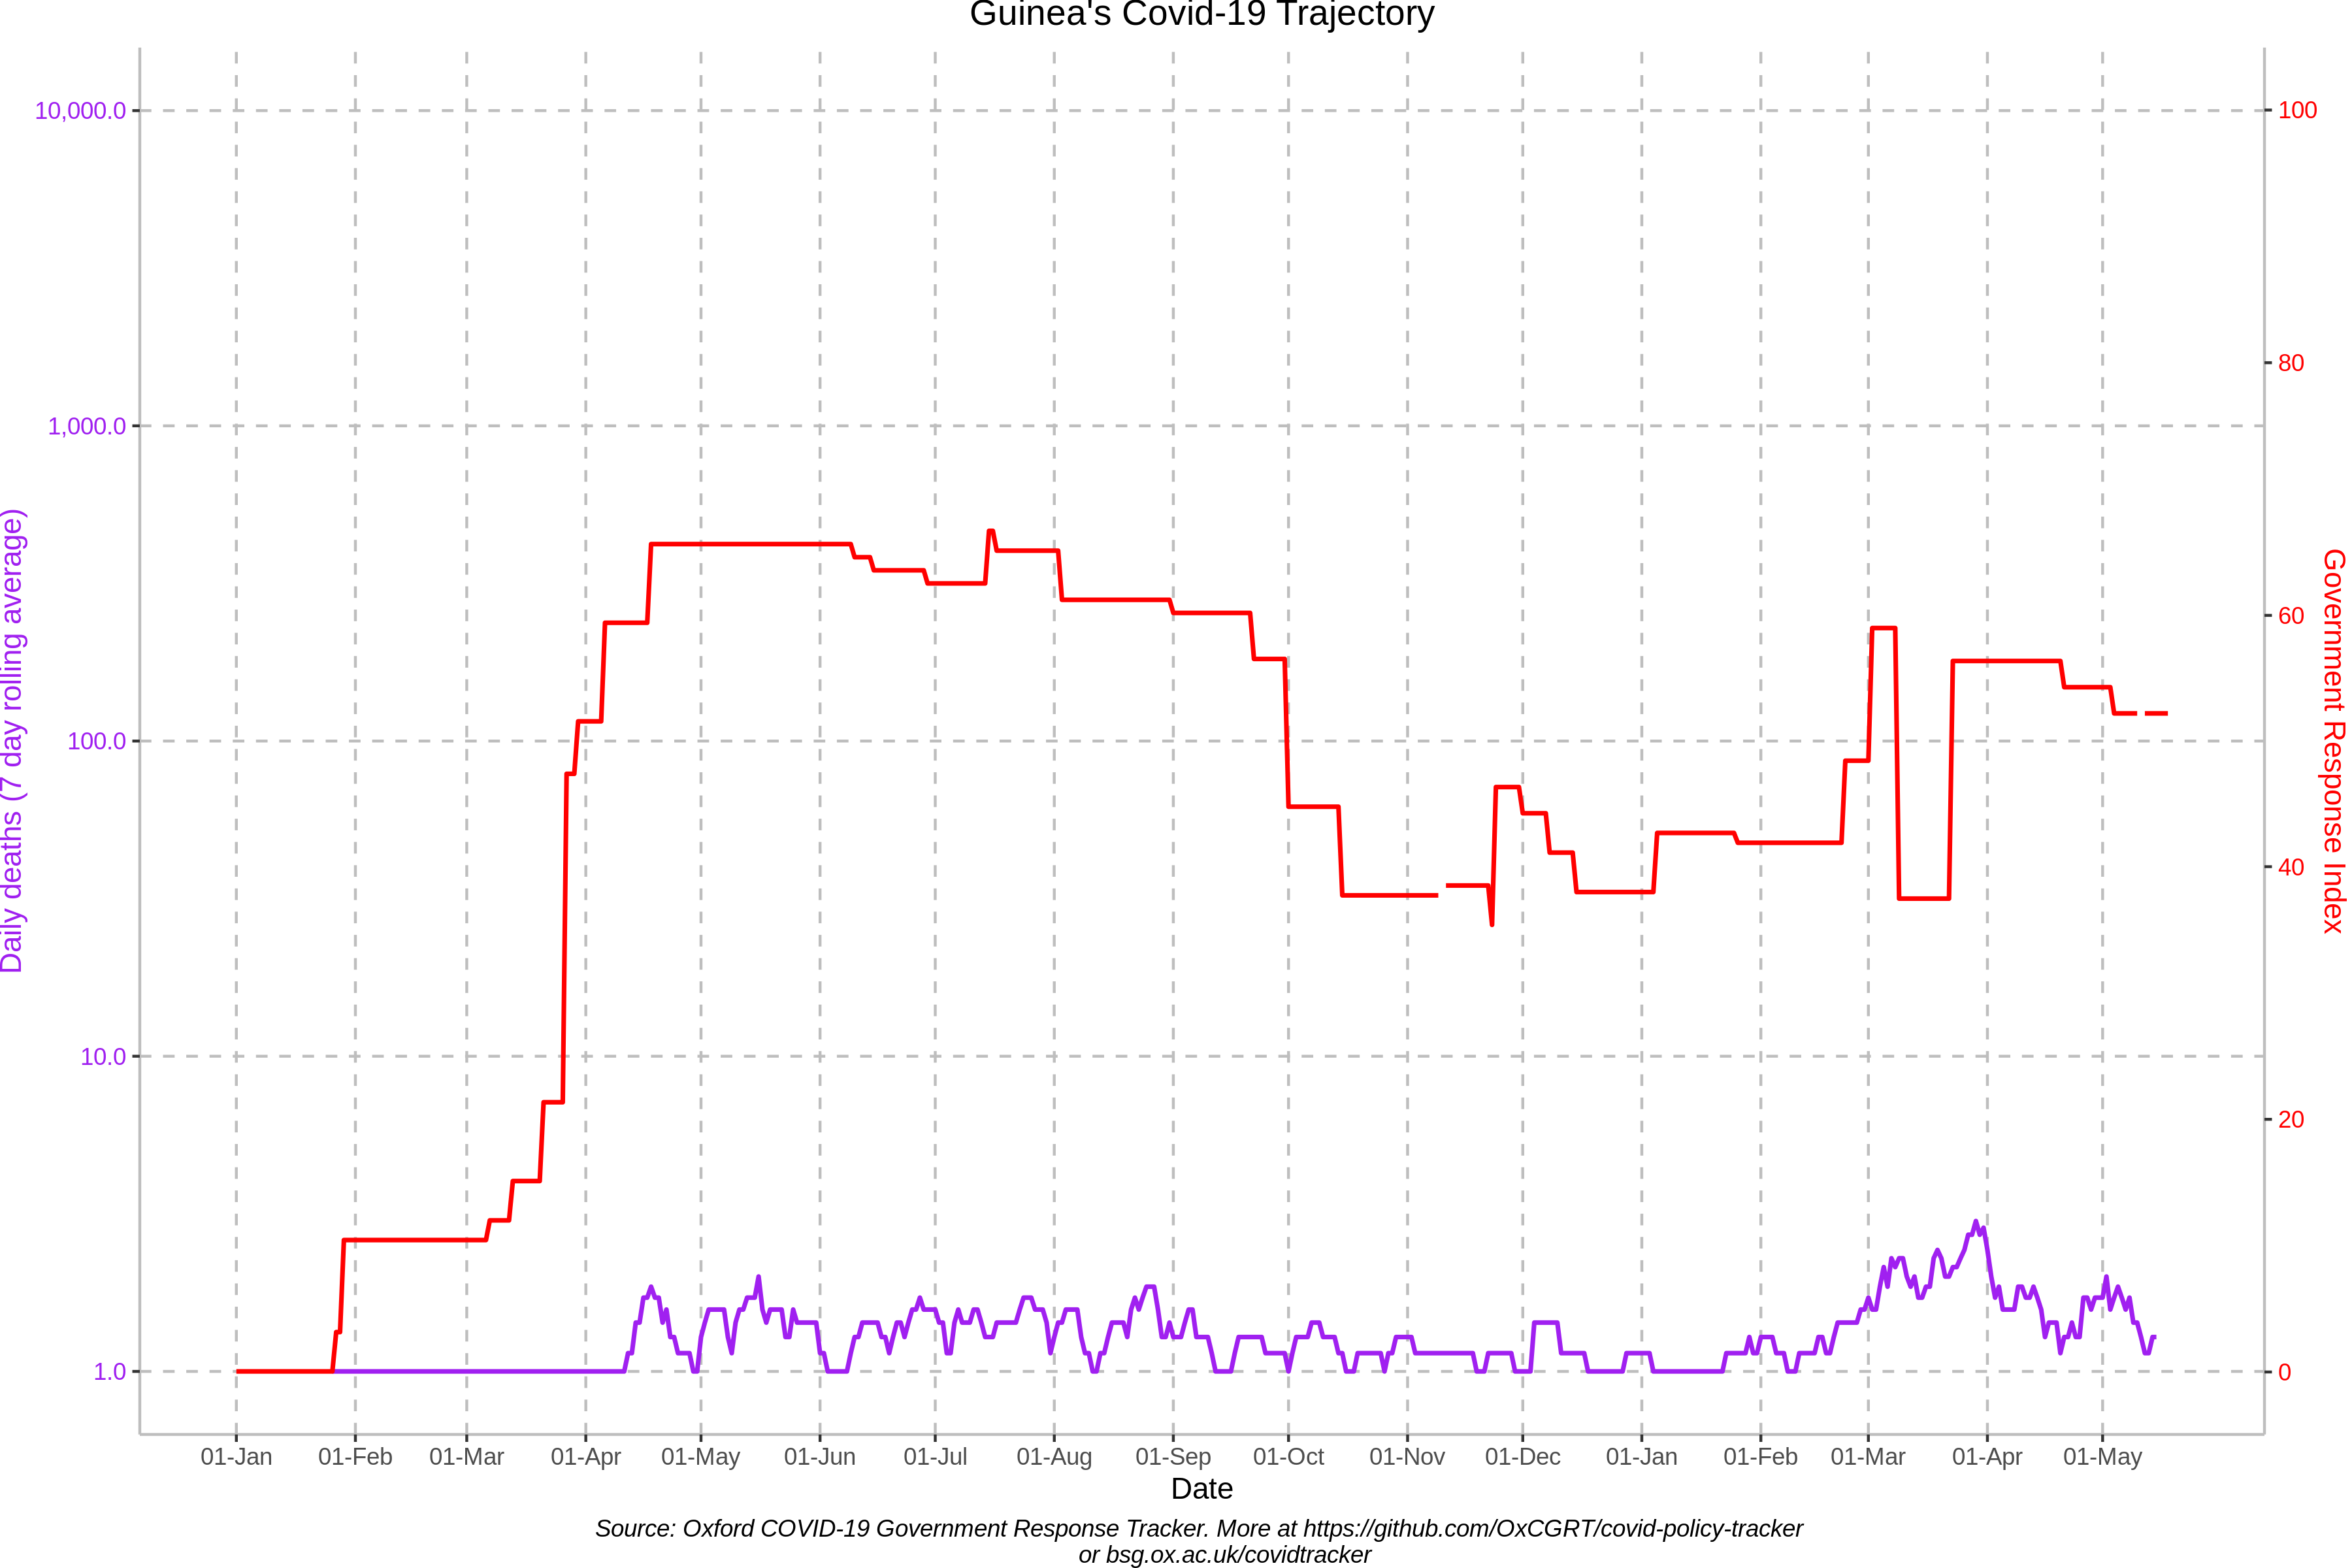 Guinea's Covid-19 Trajectory
10,000.0
1,000.0
100.0
10.0
1.0
Daily deaths (7 day rolling average)
100
80
60
40
20
0
Government Response Index
01-Jan 01-Feb 01-Mar 01-Apr 01-May 01-Jun 01-Jul 01-Aug 01-Sep 01-Oct 01-Nov 01-Dec 01-Jan 01-Feb 01-Mar 01-Apr 01-May
Date
Source: Oxford COVID-19 Government Response Tracker. More at https://github.com/OxCGRT/covid-policy-tracker
or bsg.ox.ac.uk/covidtracker